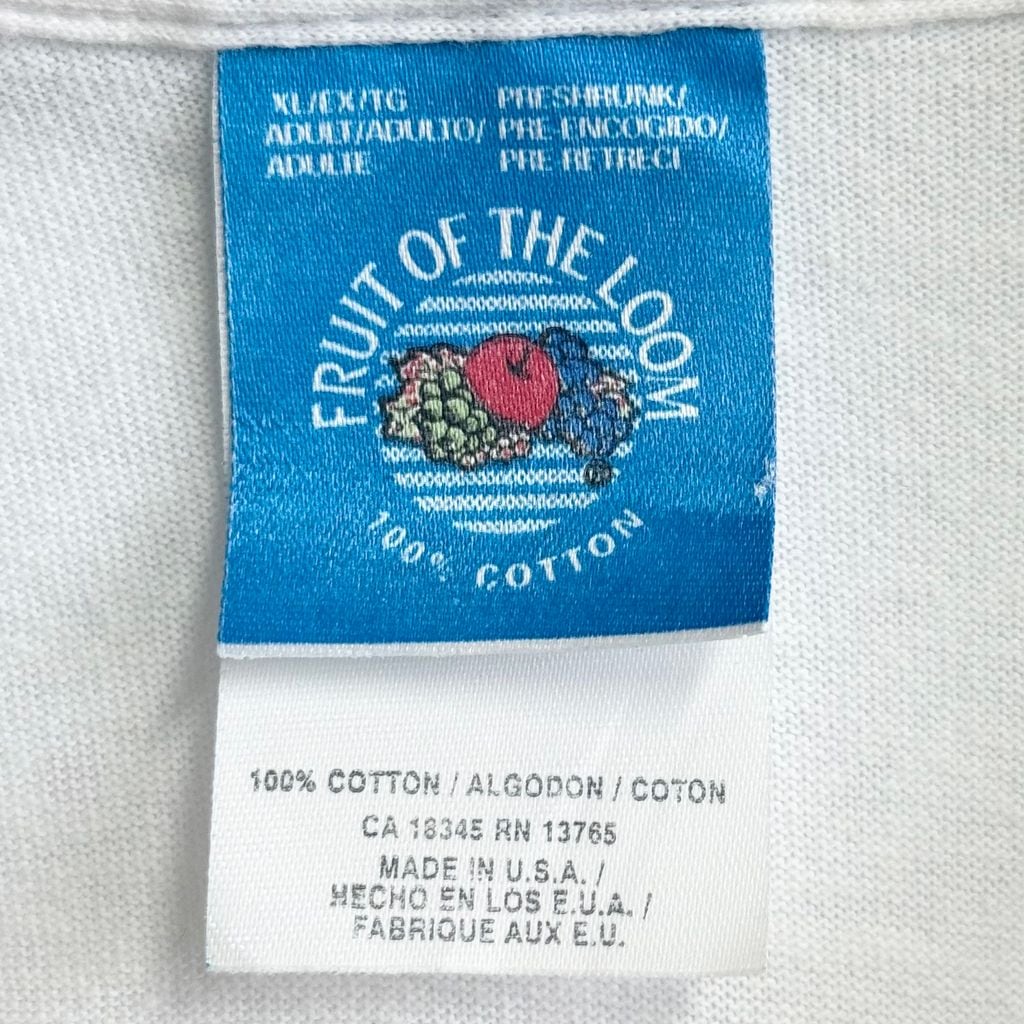 XL/EX/TG
ADULT/ADULTO/
ADULTE
PRESHRUNK/
PRE ENCOGIDO/
PRE RETRECI
FRUIT OF THE LOOM
100% COTTON
100% COTTON / ALGODON / COTON
CA 18345 RN 13765
MADE IN U.S.A. /
HECHO EN LOS E.U.A. /
FABRIQUE AUX E.U.